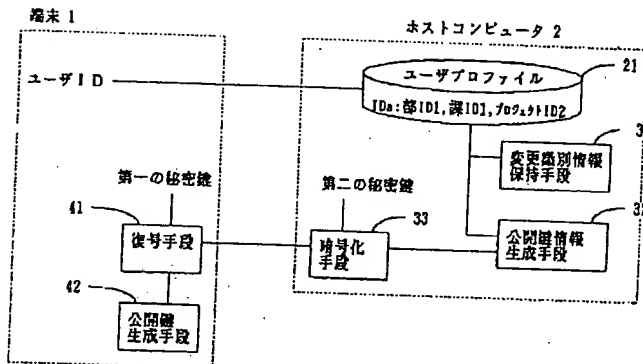 端末 1
ホストコンピュータ 2
21
ユーザID
ユーザプロファイル
IDa:部ID1,課ID1,プロジェクトID2
変更識別情報
保持手段
第一の秘密鍵
第二の秘密鍵
41
復号手段
33
暗号化
手段
公開鍵情報
生成手段
42
公開鍵
生成手段